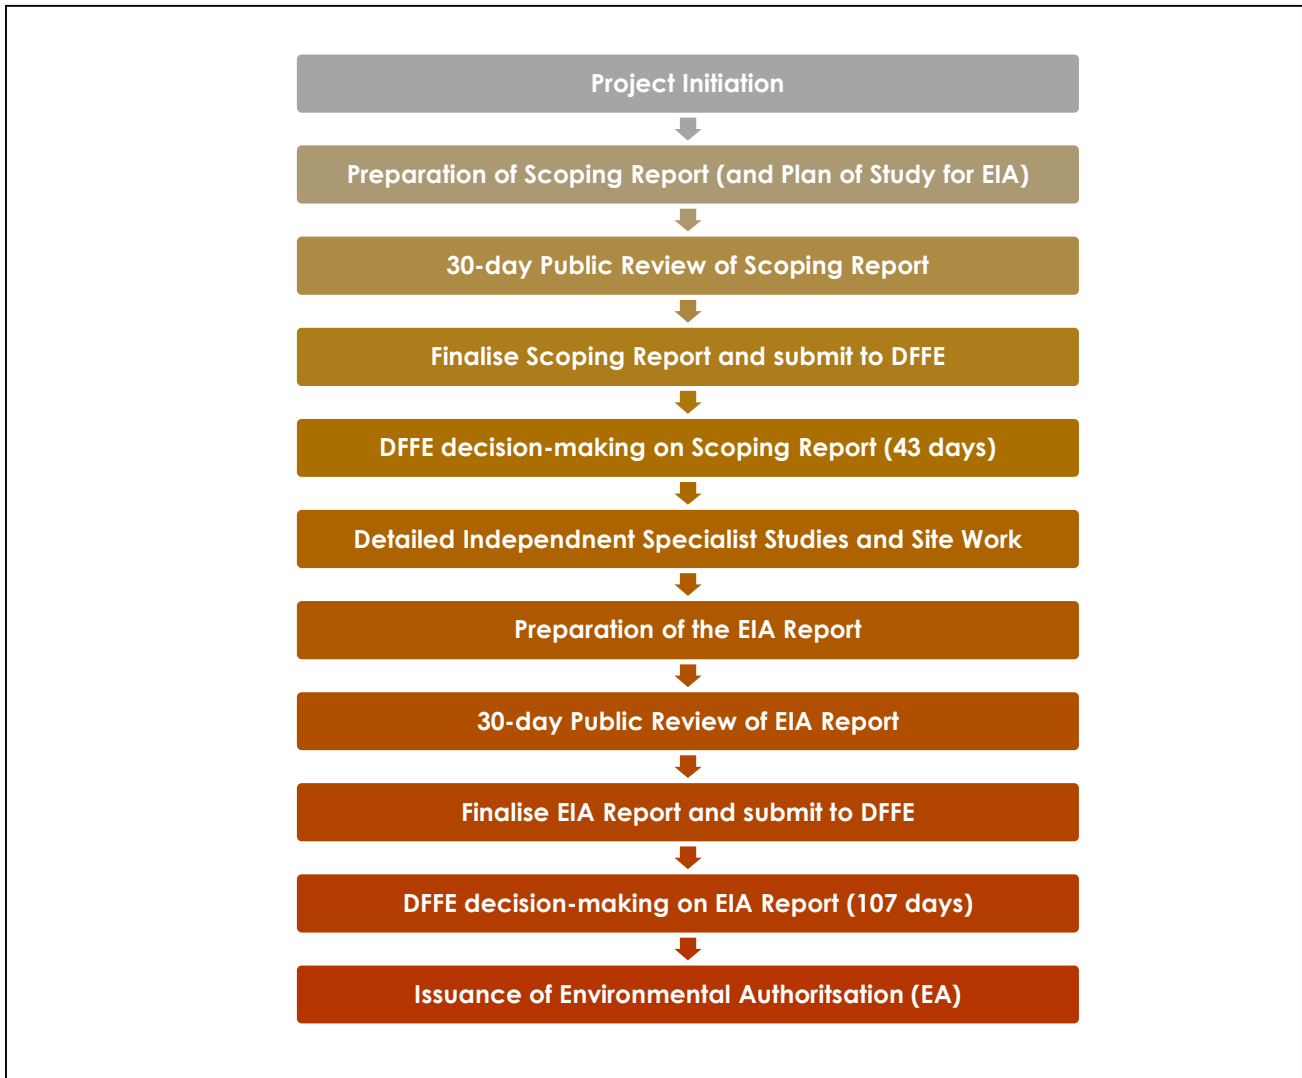 Project Initiation
Preparation of Scoping Report (and Plan of Study for EIA)
30-day Public Review of Scoping Report
Finalise Scoping Report and submit to DFFE
DFFE decision-making on Scoping Report (43 days)
Detailed Independnent Specialist Studies and Site Work
Preparation of the EIA Report
30-day Public Review of EIA Report
Finalise EIA Report and submit to DFFE
DFFE decision-making on EIA Report (107 days)
Issuance of Environmental Authoritsation (EA)